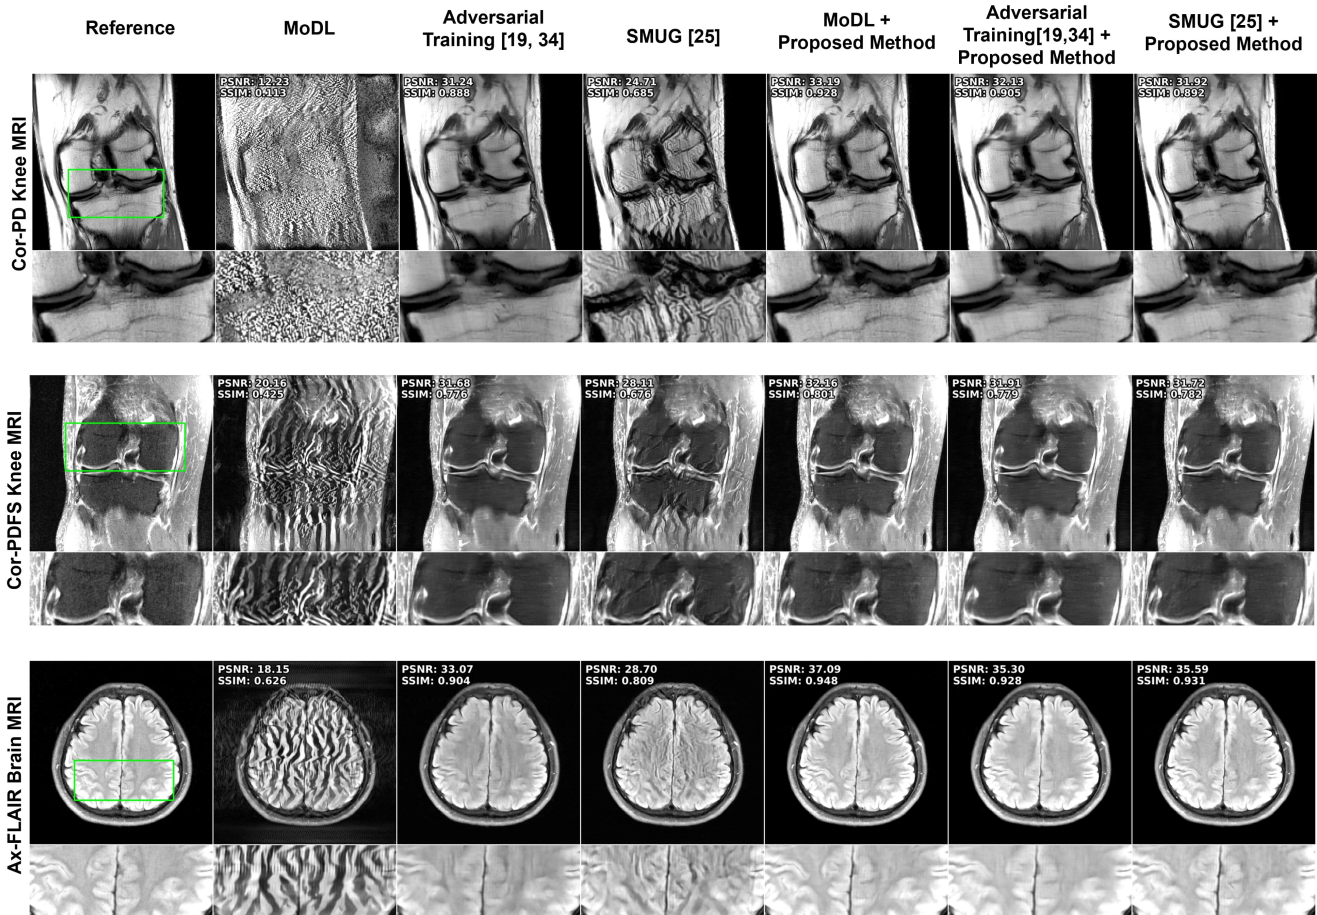 Reference
MoDL
Adversarial
Training [19, 34]
SMUG [25]
MoDL +
Proposed Method
Adversarial
Training[19,34] +
Proposed Method
SMUG [25] +
Proposed Method
Cor-PD Knee MRI
PSNR: 12.23
SSIM: 0.113
PSNR: 31.24
SSIM: 0.888
PSNR: 24.71
SSIM: 0.685
PSNR: 33.19
SSIM: 0.928
PSNR: 32.13
SSIM: 0.905
PSNR: 31.92
SSIM: 0.892
Cor-PDFS Knee MRI
PSNR: 20.16
SSIM: 0.425
PSNR: 31.68
SSIM: 0.776
PSNR: 28.11
SSIM: 0.676
PSNR: 32.16
SSIM: 0.801
PSNR: 31.91
SSIM: 0.779
PSNR: 31.72
SSIM: 0.782
Ax-FLAIR Brain MRI
PSNR: 18.15
SSIM: 0.626
PSNR: 33.07
SSIM: 0.904
PSNR: 28.70
SSIM: 0.809
PSNR: 37.09
SSIM: 0.948
PSNR: 35.30
SSIM: 0.928
PSNR: 35.59
SSIM: 0.931